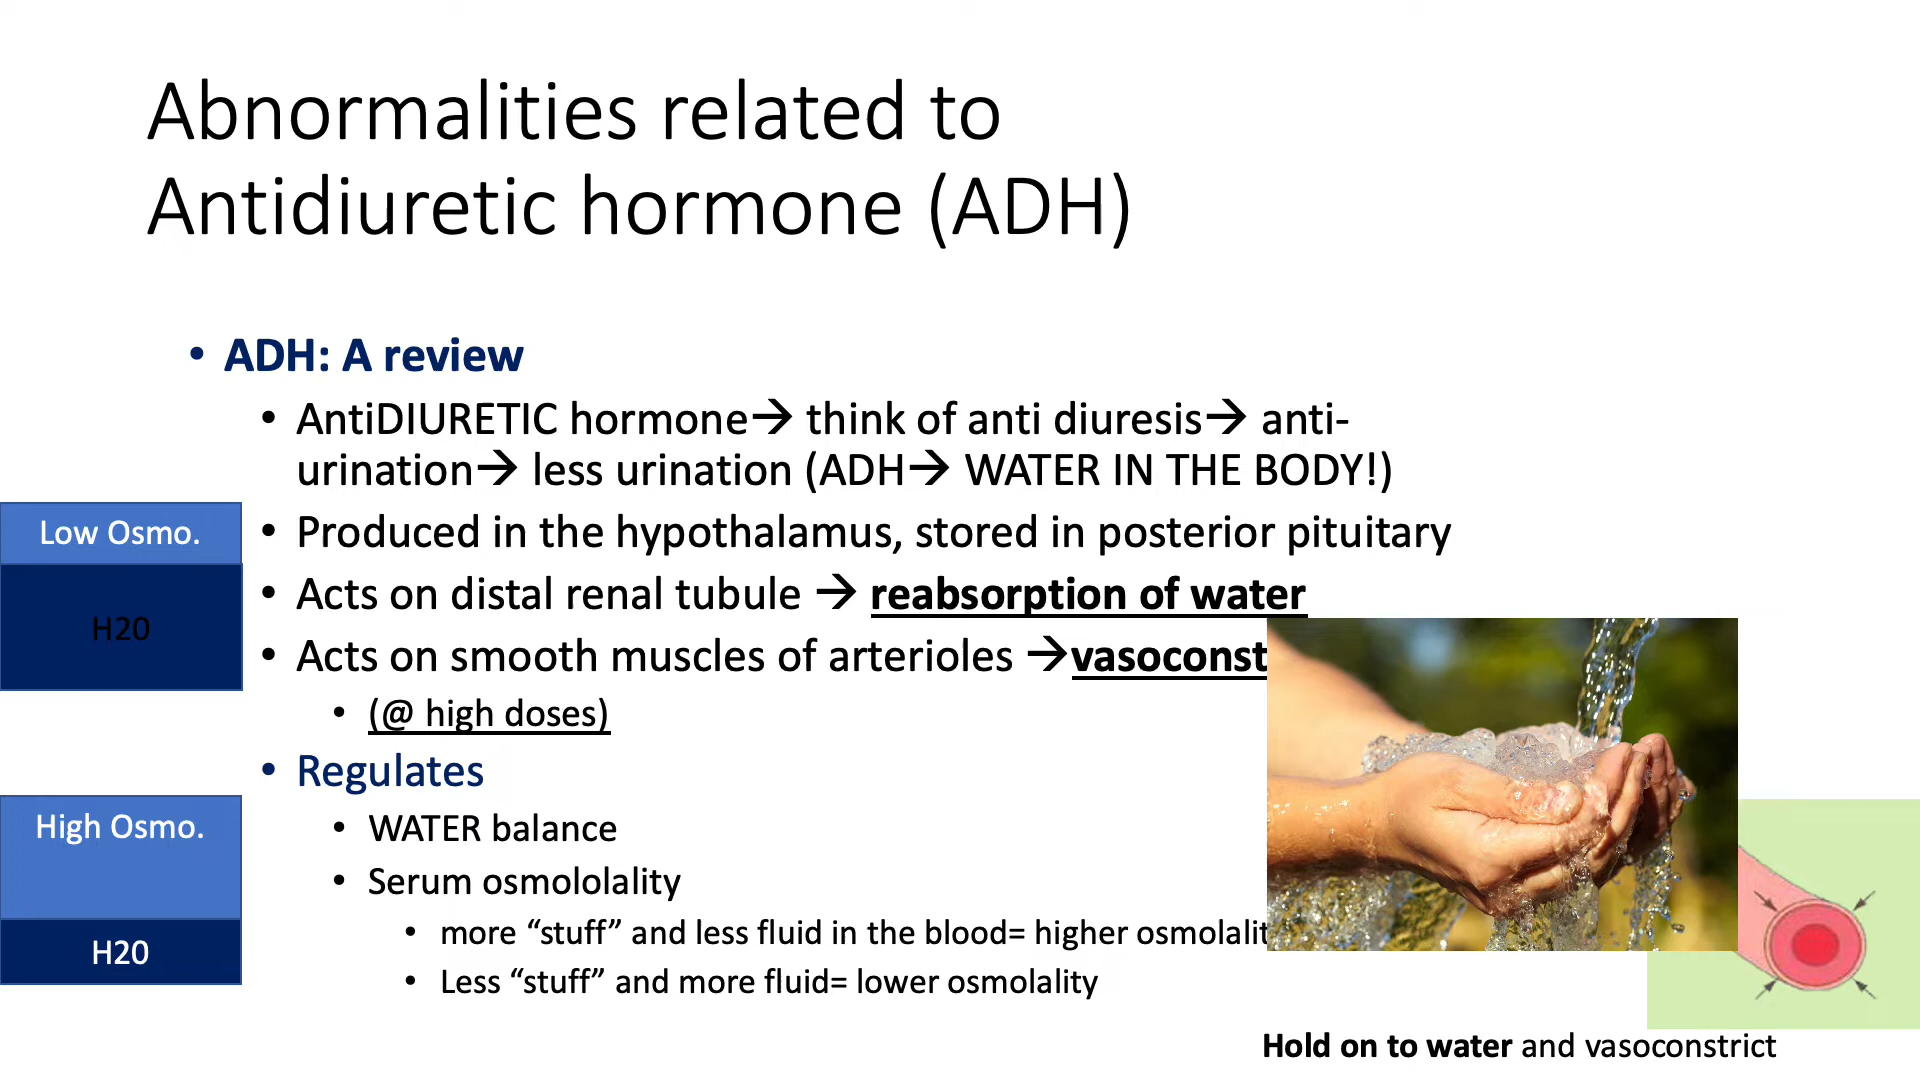 Abnormalities related to
Antidiuretic hormone (ADH)
• ADH: A review
• AntiDIURETIC hormone→ think of anti diuresis→ anti-
urination→ less urination (ADH→ WATER IN THE BODY!)
• Produced in the hypothalamus, stored in posterior pituitary
• Acts on distal renal tubule → reabsorption of water
• Acts on smooth muscles of arterioles →vasoconst
• (@ high doses)
• Regulates
• WATER balance
• Serum osmololality
• more “stuff” and less fluid in the blood= higher osmolalit
• Less “stuff” and more fluid= lower osmolality
Low Osmo.
H20
High Osmo.
H20
Hold on to water and vasoconstrict